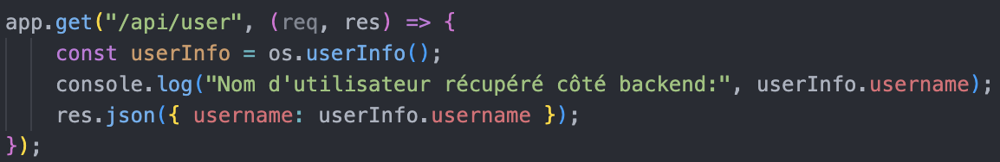 app.get("/api/user", (req, res) => {
    const userInfo = os.userInfo();
    console.log("Nom d'utilisateur récupéré côté backend:", userInfo.username);
    res.json({ username: userInfo.username });
});